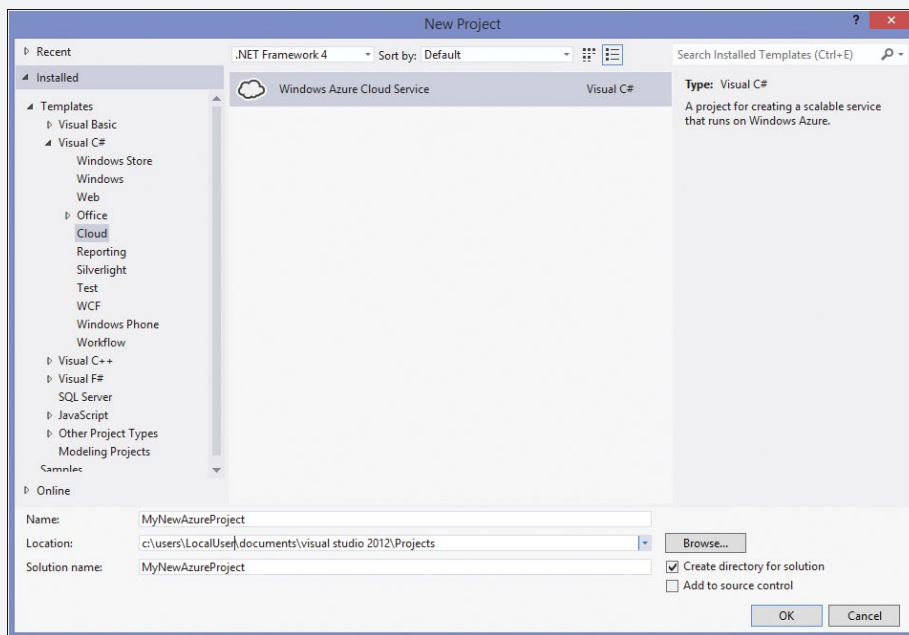 New Project
?
Recent
.NET Framework 4
Sort by: Default
Search Installed Templates (Ctrl+E)
Installed
Templates
Visual Basic
Visual C#
Windows Store
Windows
Web
Office
Cloud
Reporting
Silverlight
Test
WCF
Windows Phone
Workflow
Visual C++
Visual F#
SQL Server
JavaScript
Other Project Types
Modeling Projects
Samples
Online
Windows Azure Cloud Service
Visual C#
Type: Visual C#
A project for creating a scalable service
that runs on Windows Azure.
Name: MyNewAzureProject
Location: c:\users\LocalUser\documents\visual studio 2012\Projects
Browse...
Solution name: MyNewAzureProject
Create directory for solution
Add to source control
OK
Cancel